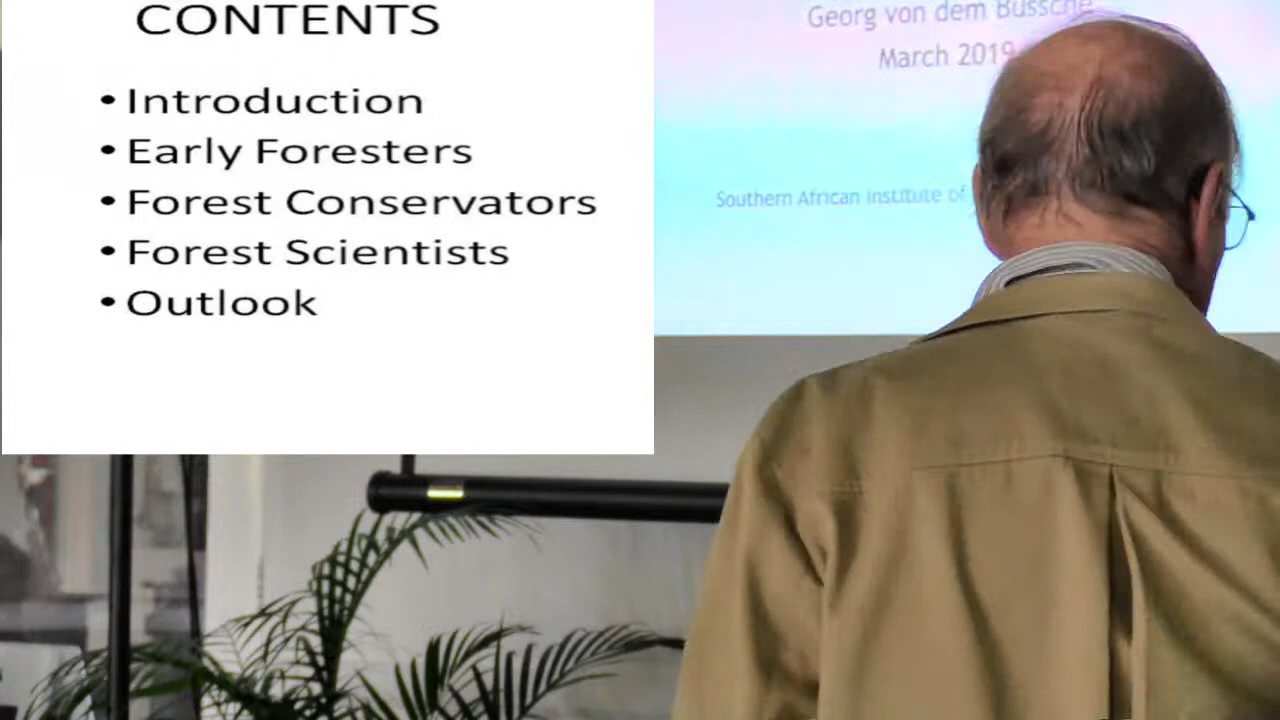 CONTENTS
• Introduction
• Early Foresters
• Forest Conservators
• Forest Scientists
• Outlook
Georg von dem Bussche
March 2019
Southern African Institute of